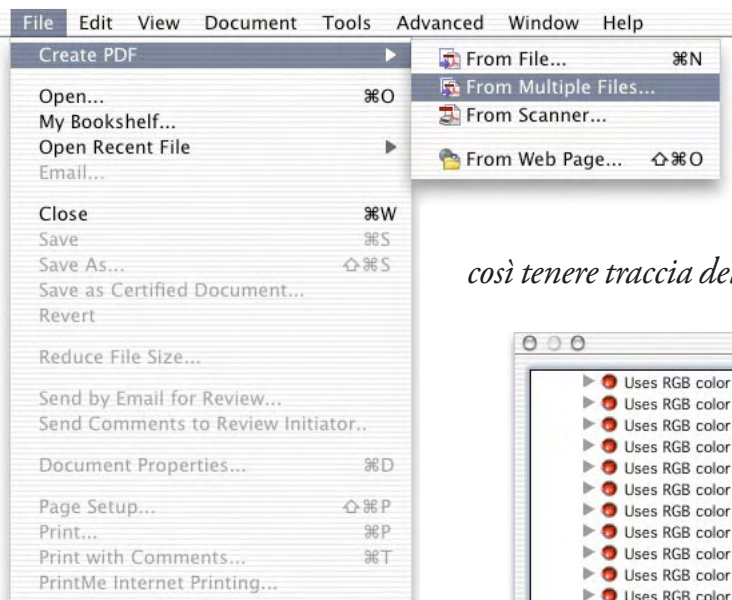 File Edit View Document Tools Advanced Window Help
Create PDF
Open... ⌘O
My Bookshelf...
Open Recent File
Email...
Close ⌘W
Save ⌘S
Save As... ⇧⌘S
Save as Certified Document...
Revert
Reduce File Size...
Send by Email for Review...
Send Comments to Review Initiator..
Document Properties... ⌘D
Page Setup... ⇧⌘P
Print... ⌘P
Print with Comments... ⌘T
PrintMe Internet Printing...
From File... ⌘N
From Multiple Files...
From Scanner...
From Web Page... ⇧⌘O
così tenere traccia del
Uses RGB color
Uses RGB color
Uses RGB color
Uses RGB color
Uses RGB color
Uses RGB color
Uses RGB color
Uses RGB color
Uses RGB color
Uses RGB color
Uses RGB color